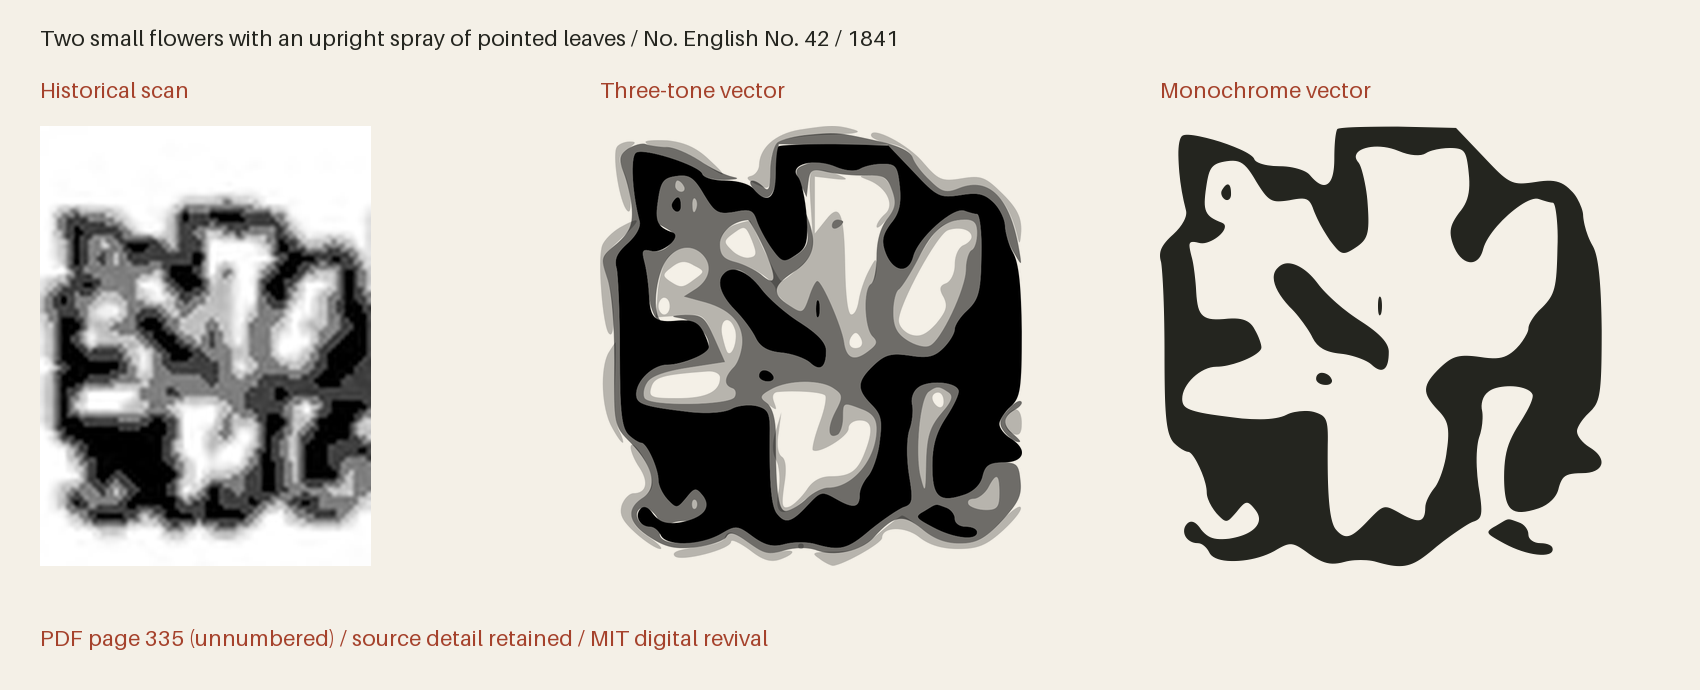 Two small flowers with an upright spray of pointed leaves / No. English No. 42 / 1841
Historical scan
Three-tone vector
Monochrome vector
PDF page 335 (unnumbered) / source detail retained / MIT digital revival